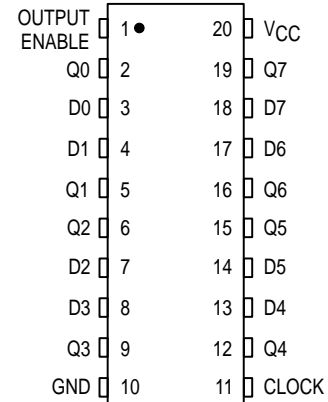 OUTPUT ENABLE 1 20 VCC
Q0 2 19 Q7
D0 3 18 D7
D1 4 17 D6
Q1 5 16 Q6
Q2 6 15 Q5
D2 7 14 D5
D3 8 13 D4
Q3 9 12 Q4
GND 10 11 CLOCK